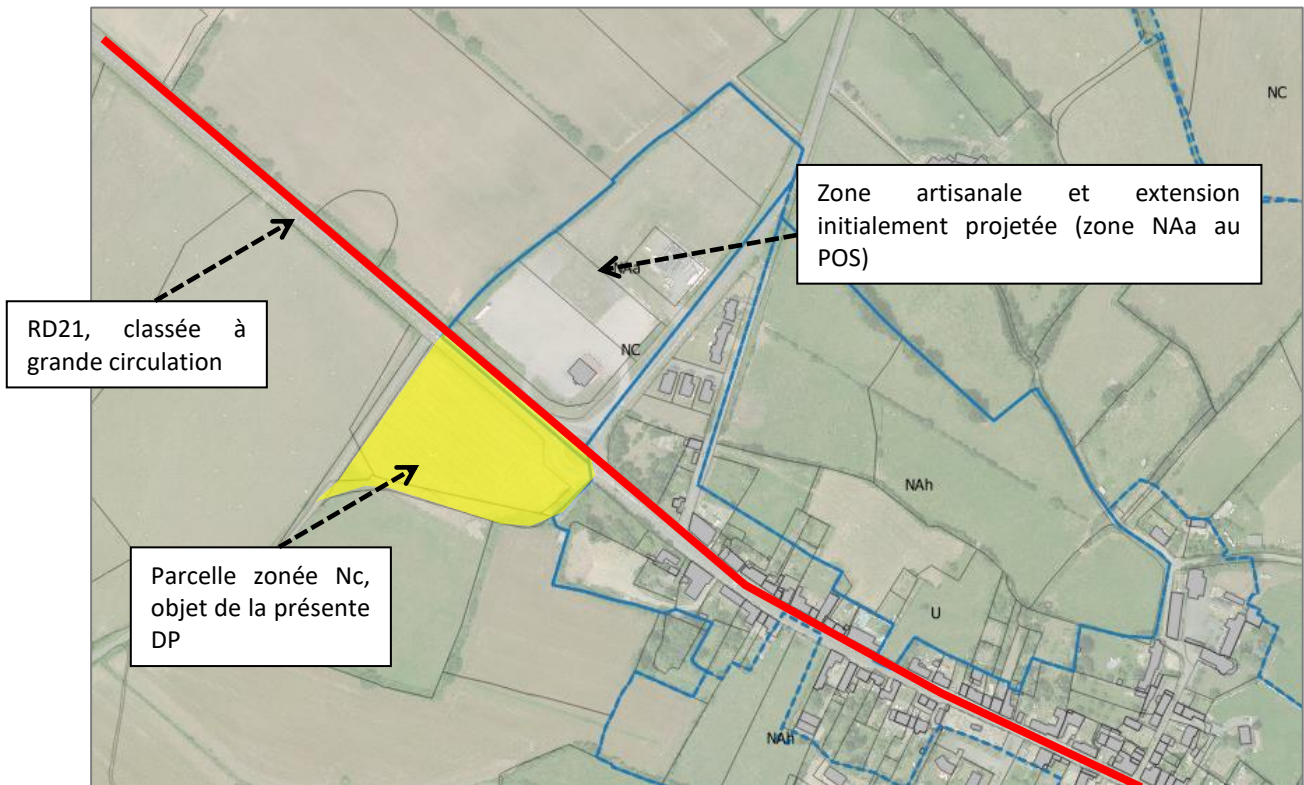 NC
Zone artisanale et extension
initialement projetée (zone NAa au
POS)
NAa
RD21, classée à
grande circulation
NC
NAh
Parcelle zonée Nc,
objet de la présente
DP
U
NAh